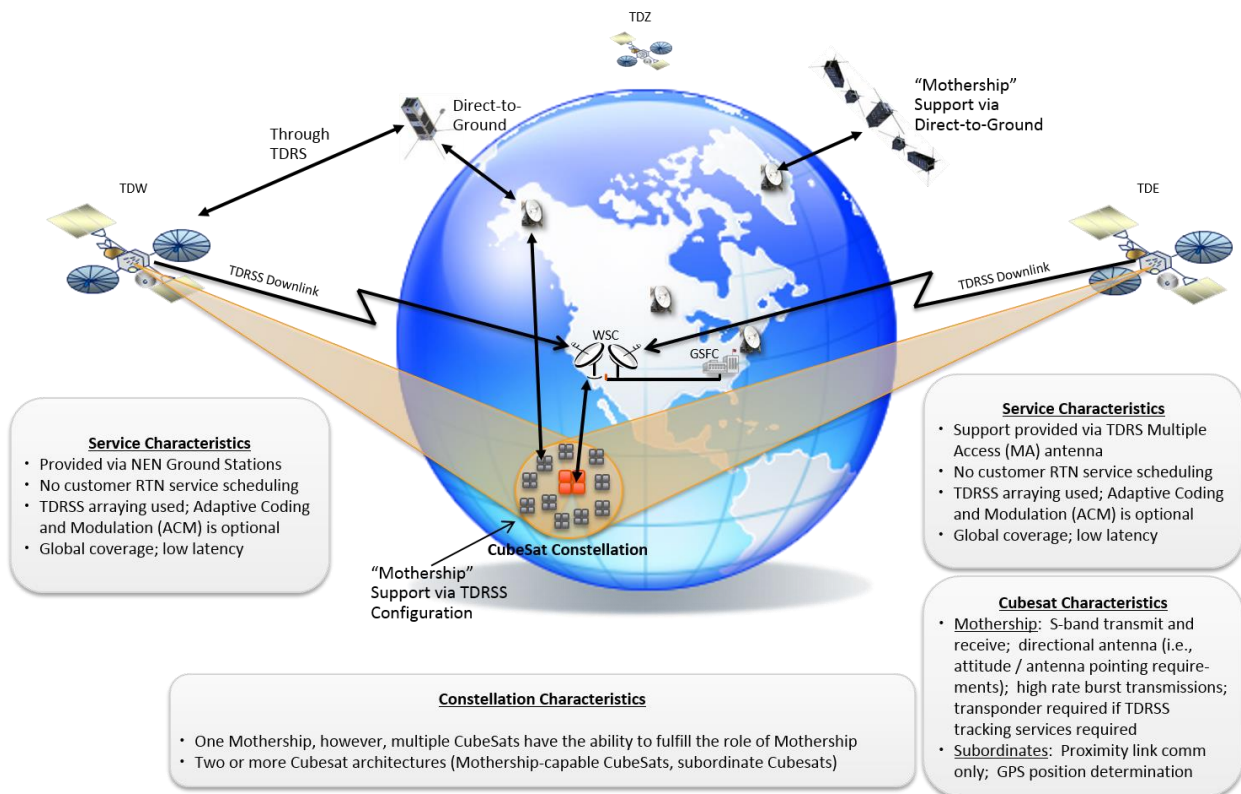 TDZ
"Mothership"
Support via
Direct-to-Ground
Direct-to-
Ground
Through
TDRS
TDW
TDE
TDRSS Downlink
TDRSS Downlink
WSC
GSFC
CubeSat Constellation
"Mothership"
Support via TDRSS
Configuration
Service Characteristics
• Provided via NEN Ground Stations
• No customer RTN service scheduling
• TDRSS arraying used; Adaptive Coding
and Modulation (ACM) is optional
• Global coverage; low latency
Service Characteristics
• Support provided via TDRS Multiple
Access (MA) antenna
• No customer RTN service scheduling
• TDRSS arraying used; Adaptive Coding
and Modulation (ACM) is optional
• Global coverage; low latency
Cubesat Characteristics
• Mothership: S-band transmit and
receive; directional antenna (i.e.,
attitude / antenna pointing require-
ments); high rate burst transmissions;
transponder required if TDRSS
tracking services required
• Subordinates: Proximity link comm
only; GPS position determination
Constellation Characteristics
• One Mothership, however, multiple CubeSats have the ability to fulfill the role of Mothership
• Two or more Cubesat architectures (Mothership-capable CubeSats, subordinate Cubesats)